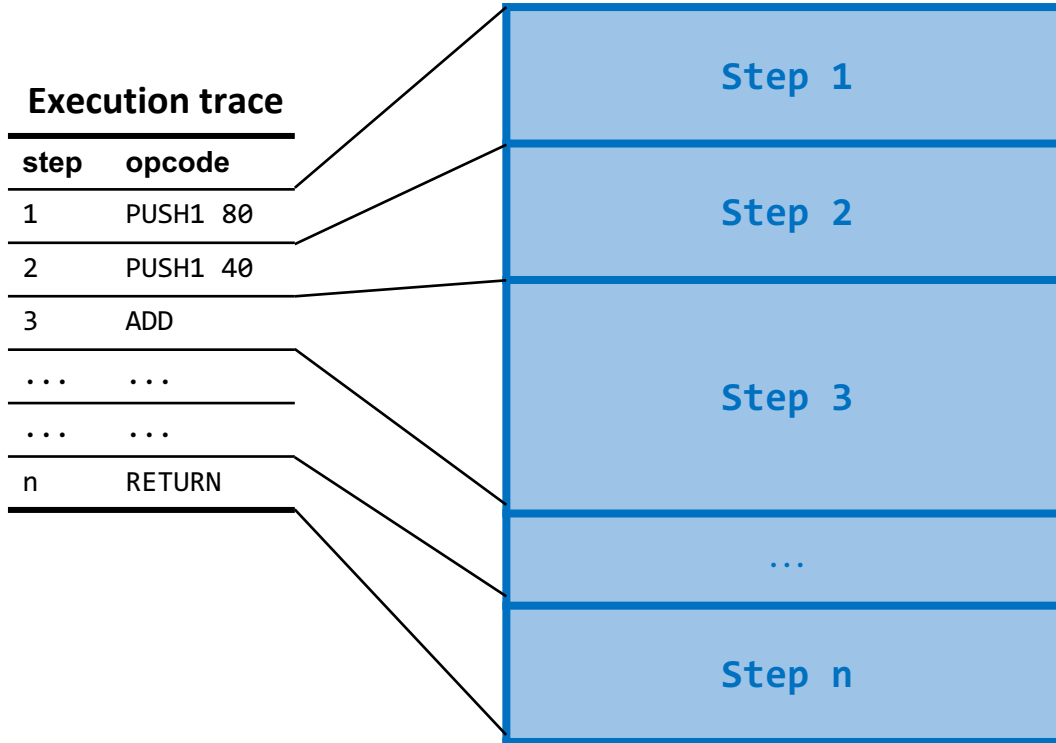 Execution trace
step opcode
1 PUSH1 80
2 PUSH1 40
3 ADD
... ...
... ...
n RETURN
Step 1
Step 2
Step 3
...
Step n